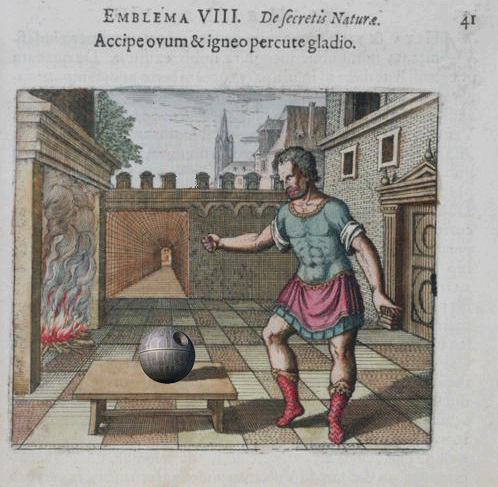 EMBLEMA VIII. De secretis Naturæ. 41
Accipe ovum & igneo percute gladio.